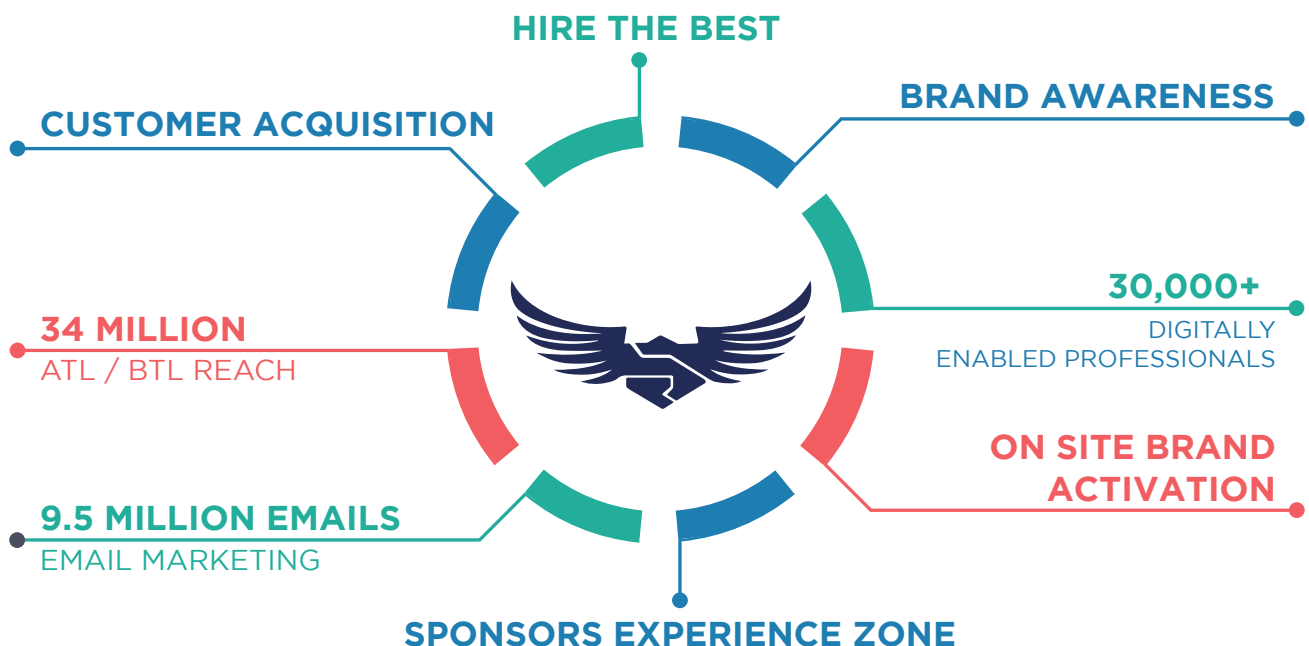 HIRE THE BEST
BRAND AWARENESS
CUSTOMER ACQUISITION
30,000+
DIGITALLY
ENABLED PROFESSIONALS
34 MILLION
ATL / BTL REACH
ON SITE BRAND
ACTIVATION
9.5 MILLION EMAILS
EMAIL MARKETING
SPONSORS EXPERIENCE ZONE